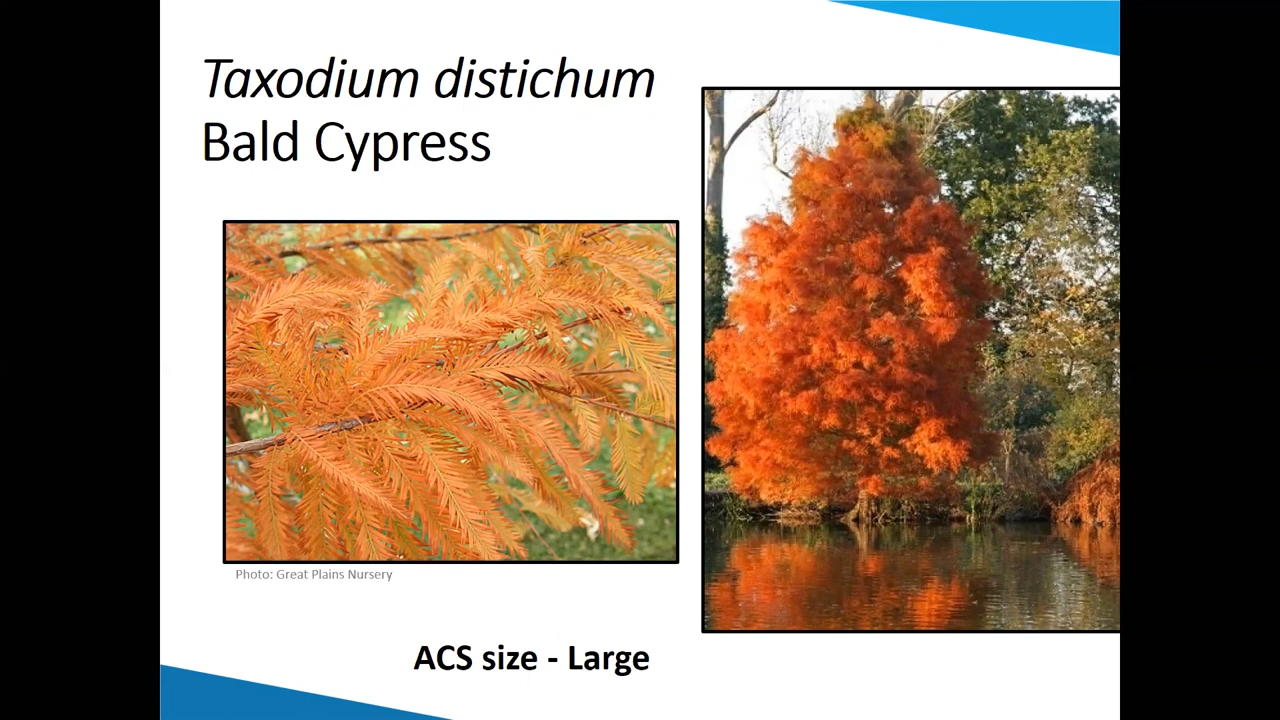 Taxodium distichum
Bald Cypress
Photo: Great Plains Nursery
ACS size - Large